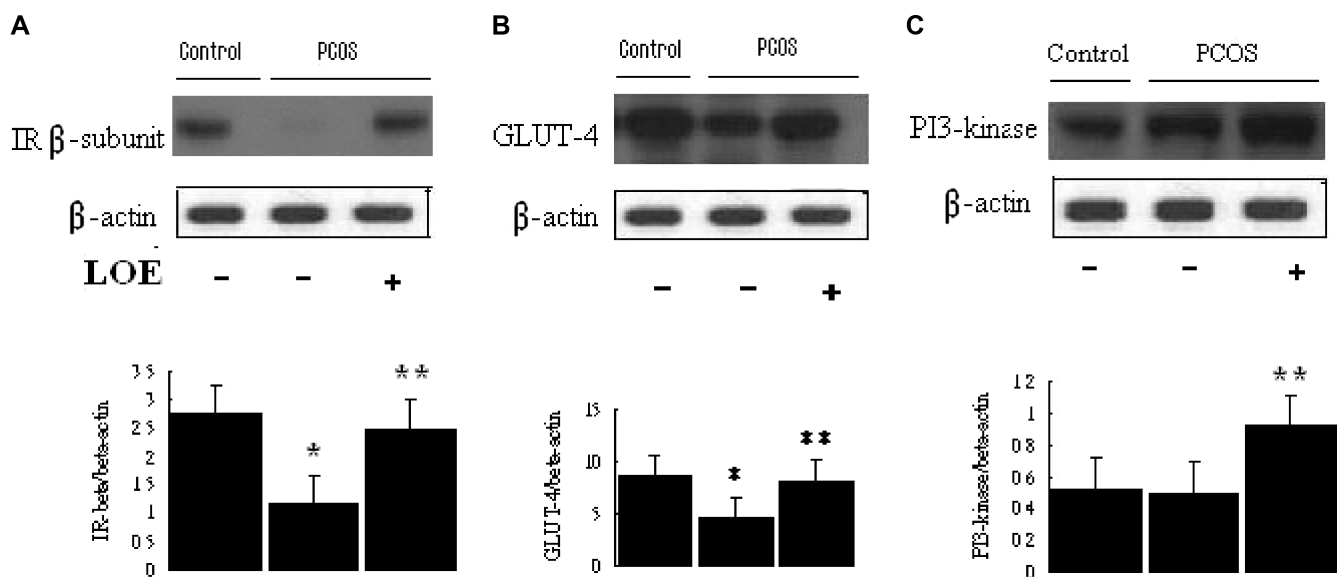 A
Control PCOS
IR β-subunit
β-actin
LOE - - +
IR-beta/beta-actin
3.5
3
2.5
2
1.5
1
0.5
0
*
**
B
Control PCOS
GLUT-4
β-actin
- - +
GLUT-4/beta-actin
15
10
5
0
*
**
C
Control PCOS
PI3-kinase
β-actin
- - +
PI3-kinase/beta-actin
1.2
1
0.8
0.6
0.4
0.2
0
**